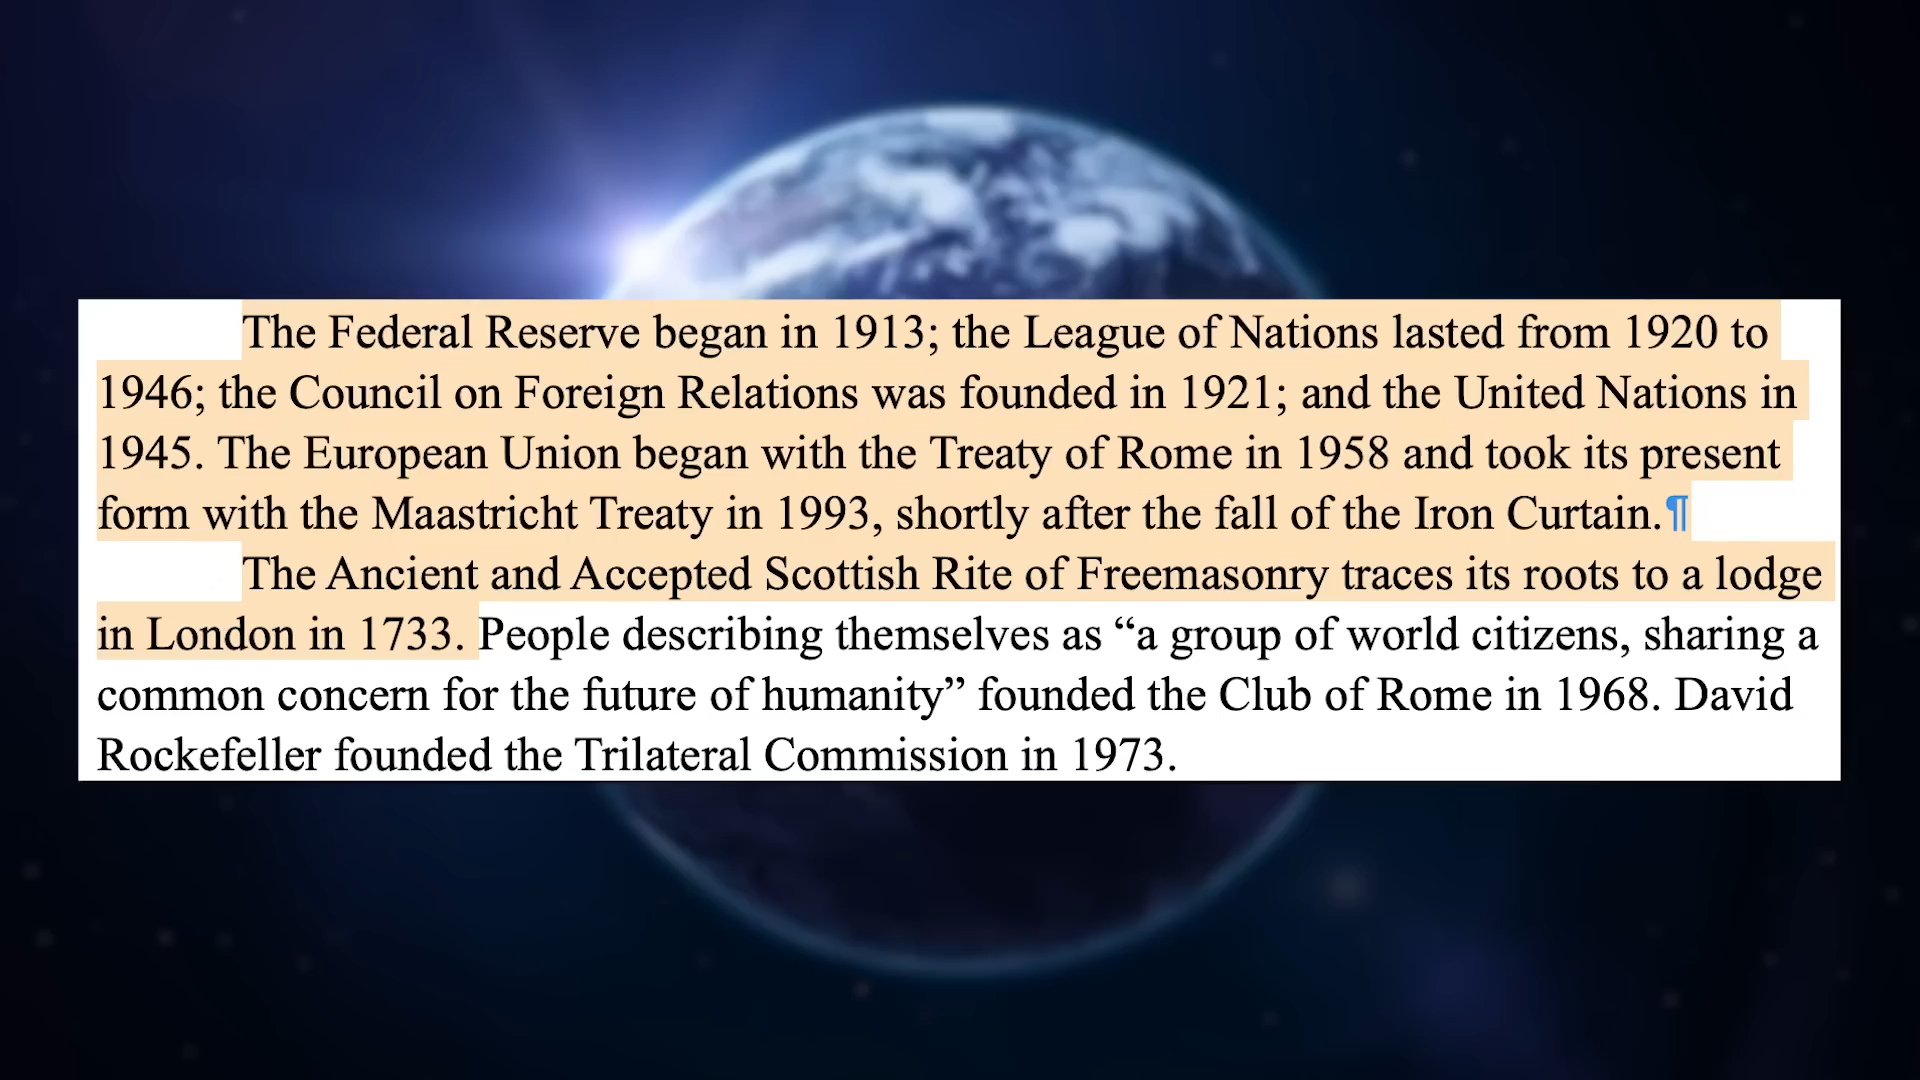 The Federal Reserve began in 1913; the League of Nations lasted from 1920 to
1946; the Council on Foreign Relations was founded in 1921; and the United Nations in
1945. The European Union began with the Treaty of Rome in 1958 and took its present
form with the Maastricht Treaty in 1993, shortly after the fall of the Iron Curtain.¶
The Ancient and Accepted Scottish Rite of Freemasonry traces its roots to a lodge
in London in 1733. People describing themselves as “a group of world citizens, sharing a
common concern for the future of humanity” founded the Club of Rome in 1968. David
Rockefeller founded the Trilateral Commission in 1973.